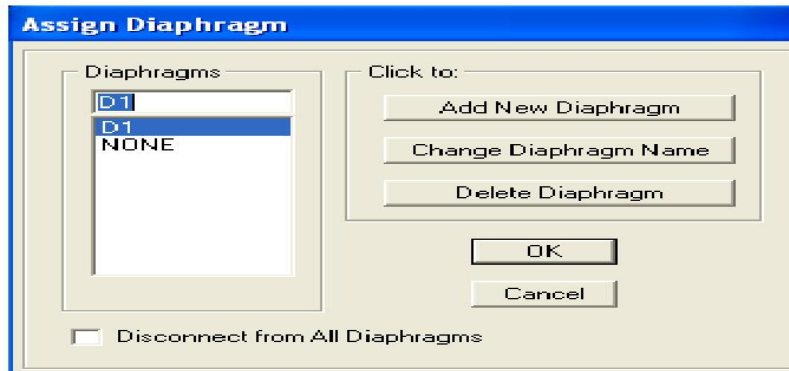 Assign Diaphragm
Diaphragms
D1
D1
NONE
Click to:
Add New Diaphragm
Change Diaphragm Name
Delete Diaphragm
OK
Cancel
Disconnect from All Diaphragms